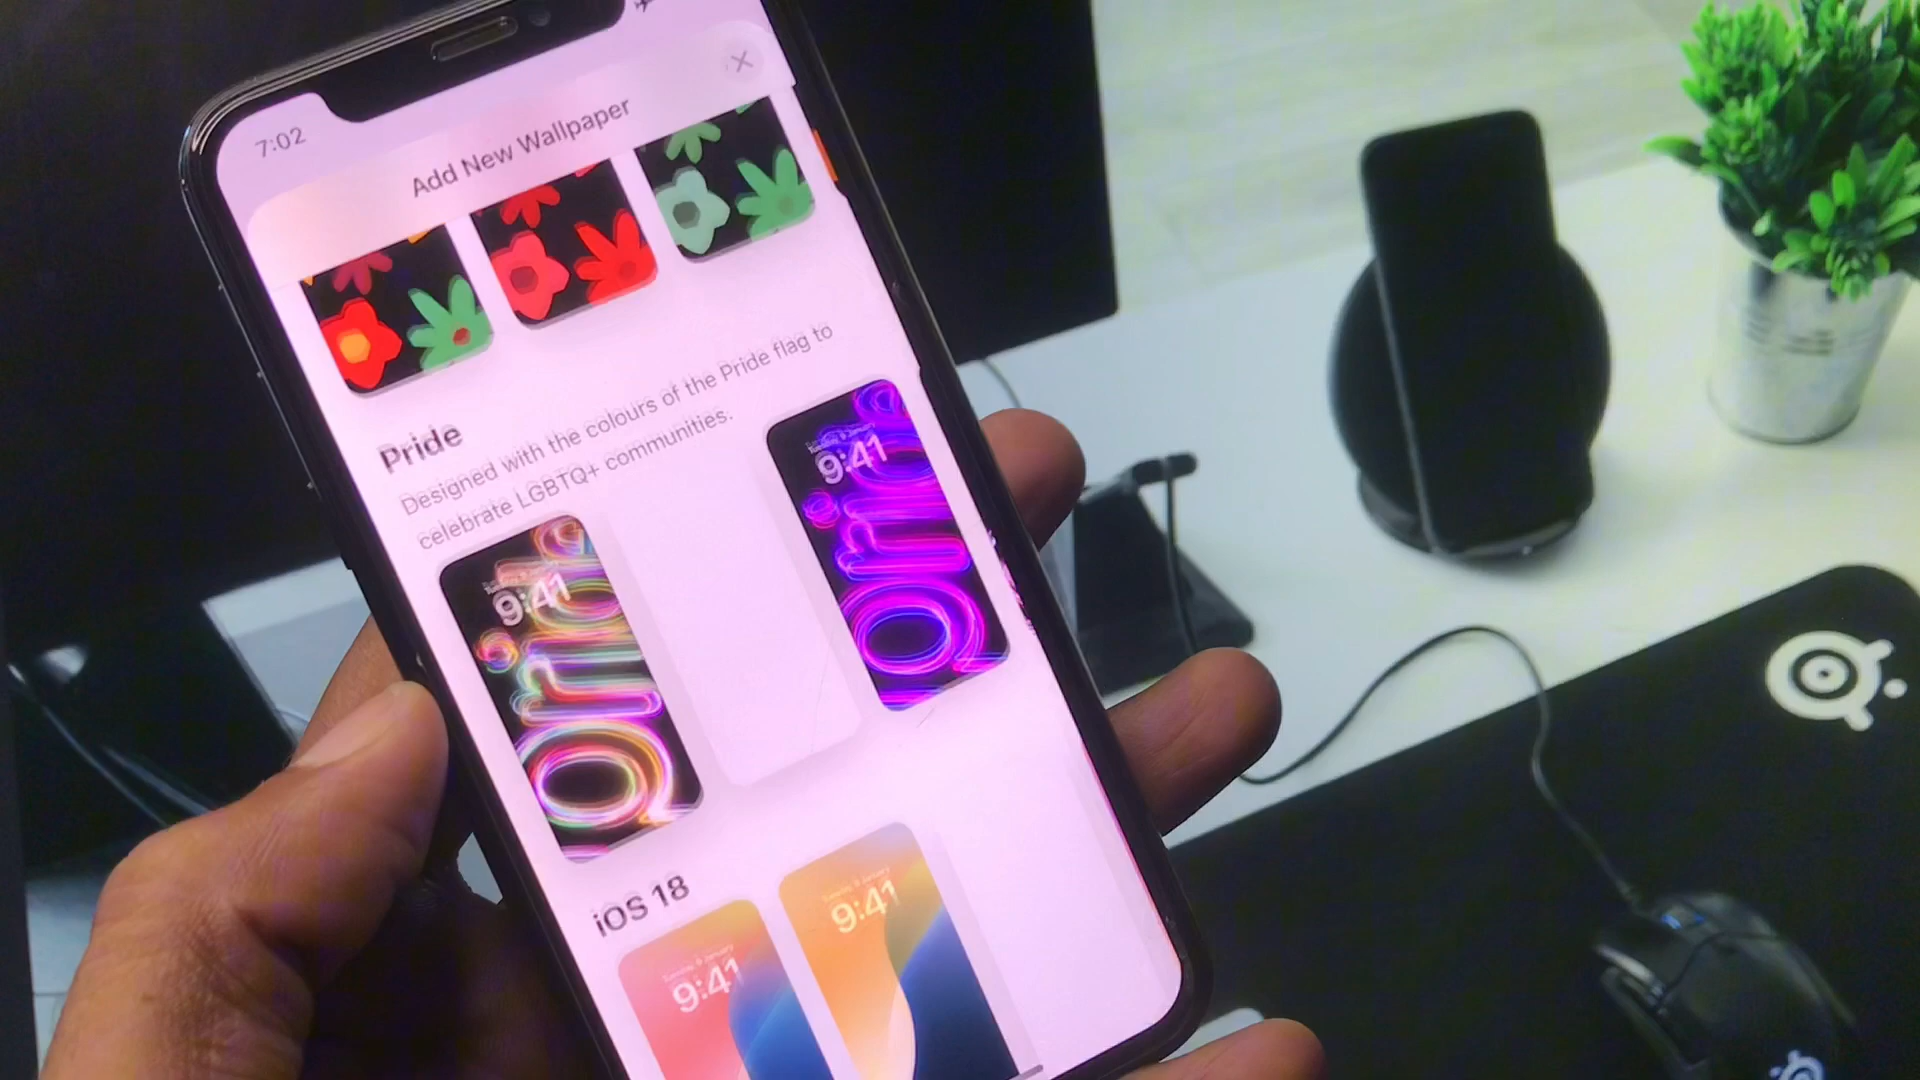 7:02
Add New Wallpaper
Pride
Designed with the colours of the Pride flag to
celebrate LGBTQ+ communities.
9:41
9:41
iOS 18
9:41
9:41